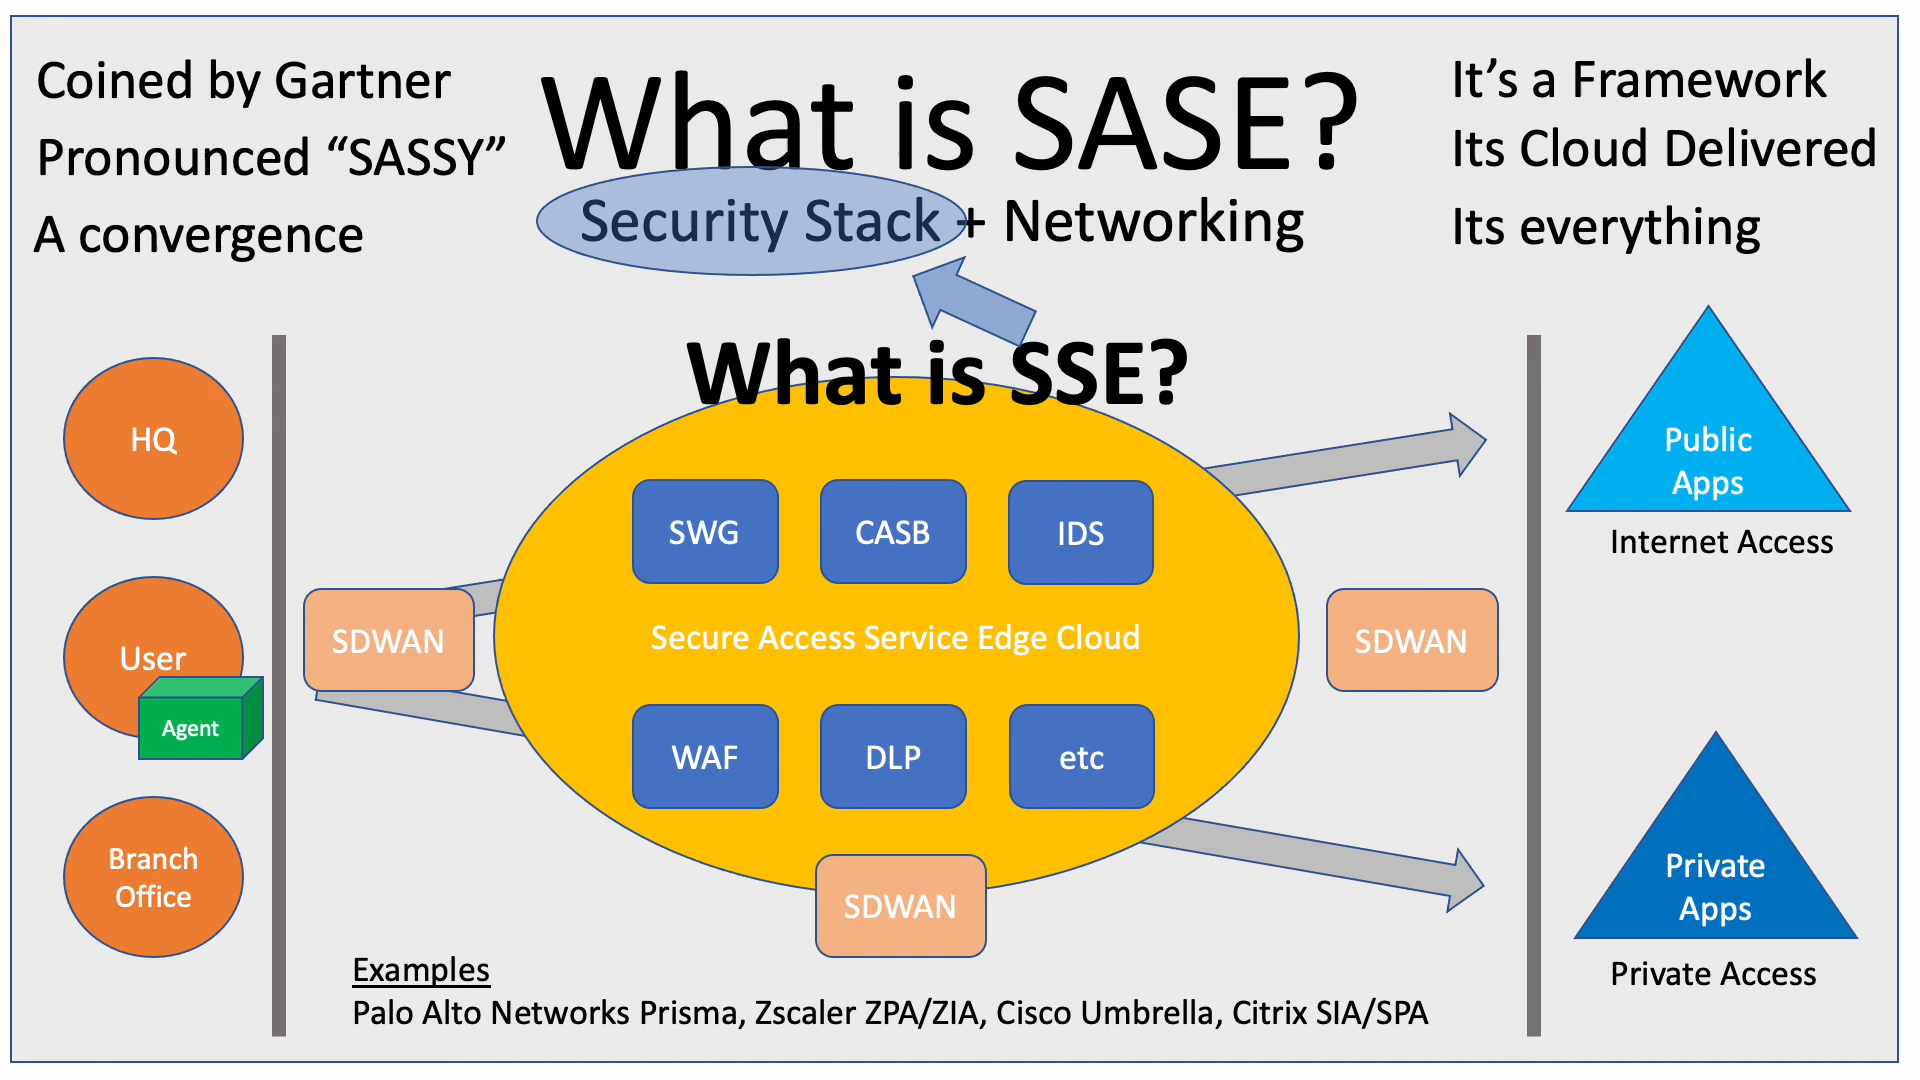 Coined by Gartner
Pronounced “SASSY”
A convergence
What is SASE?
Security Stack + Networking
It’s a Framework
Its Cloud Delivered
Its everything
What is SSE?
HQ
User
Agent
Branch
Office
SDWAN
SWG
CASB
IDS
Secure Access Service Edge Cloud
WAF
DLP
etc
SDWAN
SDWAN
Public
Apps
Internet Access
Private
Apps
Private Access
Examples
Palo Alto Networks Prisma, Zscaler ZPA/ZIA, Cisco Umbrella, Citrix SIA/SPA